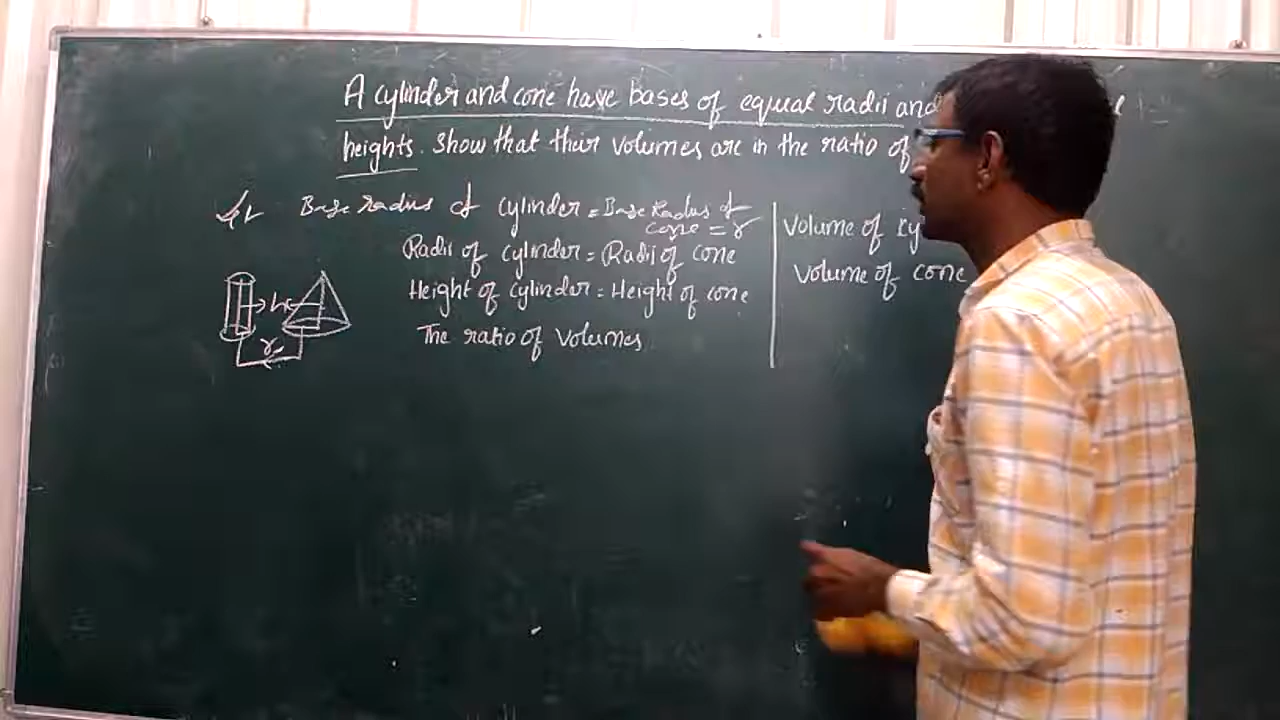 A cylinder and cone have bases of equal radii and
heights. Show that thier volumes are in the ratio of
Base radius of cylinder = Base Radius of
cone = r
Radii of cylinder = Radii of cone
Height of cylinder = Height of cone
The ratio of volumes
h
r
Volume of cy
Volume of cone